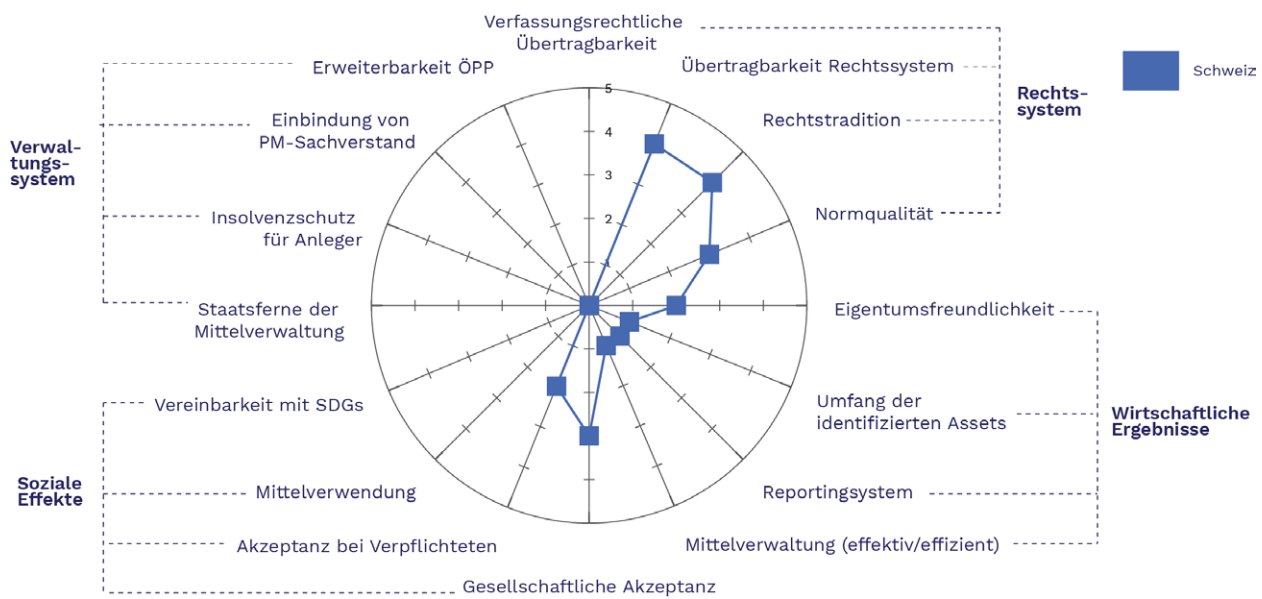 Verfassungsrechtliche
Übertragbarkeit
Erweiterbarkeit ÖPP
Übertragbarkeit Rechtssystem
Schweiz
Rechts-
system
Einbindung von
PM-Sachverstand
Rechtstradition
Verwal-
tungs-
system
Insolvenzschutz
für Anleger
Normqualität
5
4
3
2
1
Staatsferne der
Mittelverwaltung
Eigentumsfreundlichkeit
Vereinbarkeit mit SDGs
Umfang der
identifizierten Assets
Wirtschaftliche
Ergebnisse
Soziale
Effekte
Mittelverwendung
Reportingsystem
Akzeptanz bei Verpflichteten
Mittelverwaltung (effektiv/effizient)
Gesellschaftliche Akzeptanz